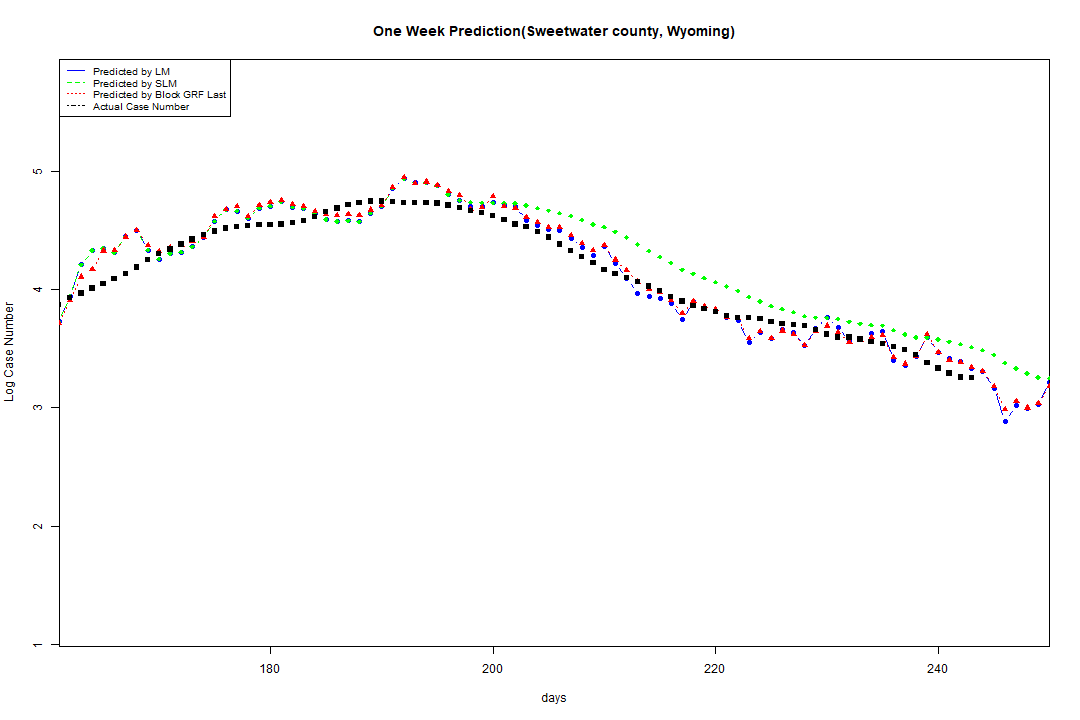 One Week Prediction(Sweetwater county, Wyoming)
Predicted by LM
Predicted by SLM
Predicted by Block GRF Last
Actual Case Number
5
4
3
2
1
Log Case Number
180 200 220 240
days